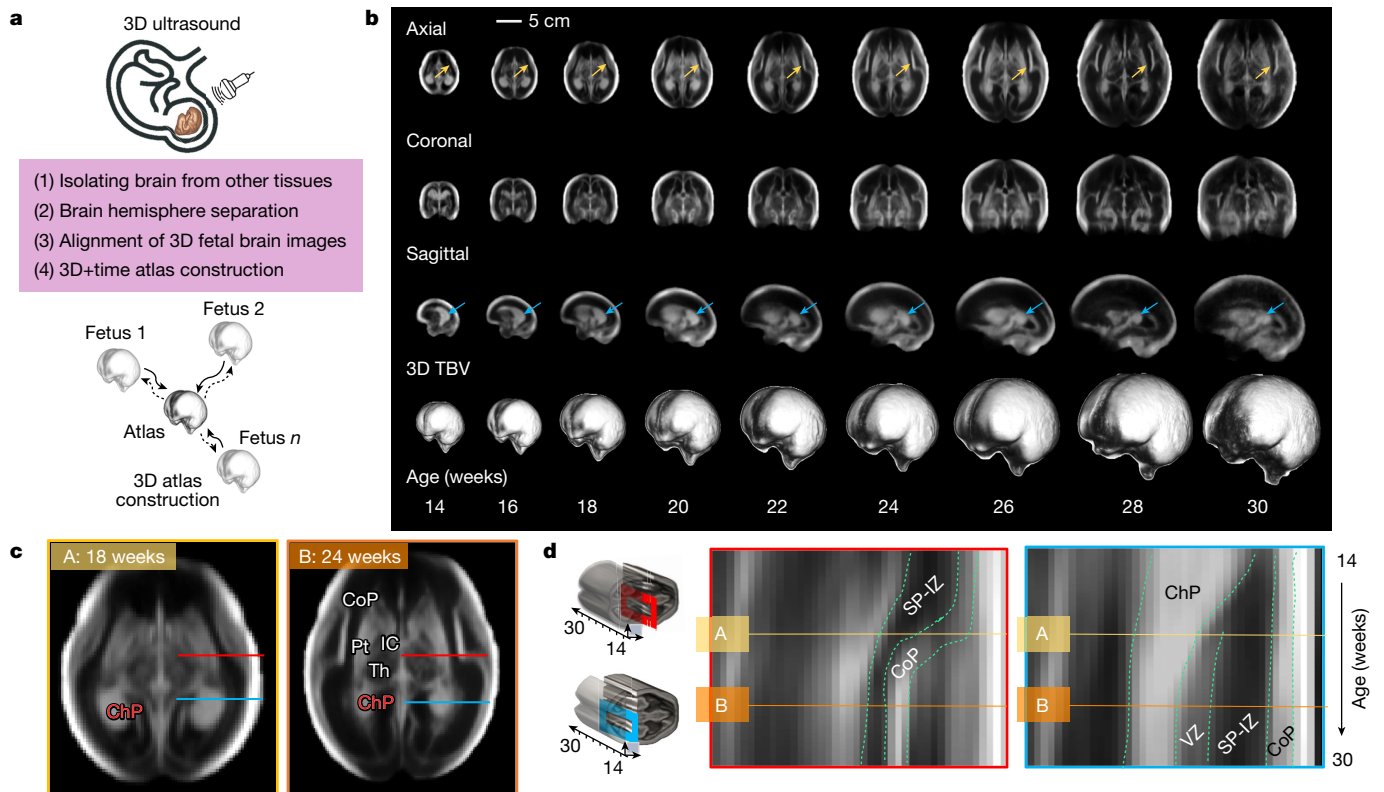 a
3D ultrasound
(1) Isolating brain from other tissues
(2) Brain hemisphere separation
(3) Alignment of 3D fetal brain images
(4) 3D+time atlas construction
Fetus 1
Fetus 2
Atlas
Fetus n
3D atlas
construction
b
5 cm
Axial
Coronal
Sagittal
3D TBV
Age (weeks)
14 16 18 20 22 24 26 28 30
c
A: 18 weeks
ChP
B: 24 weeks
CoP
Pt IC
Th
ChP
d
30
14
30
14
A
B
SP-IZ
CoP
A
B
ChP
VZ
SP-IZ
CoP
14
Age (weeks)
30